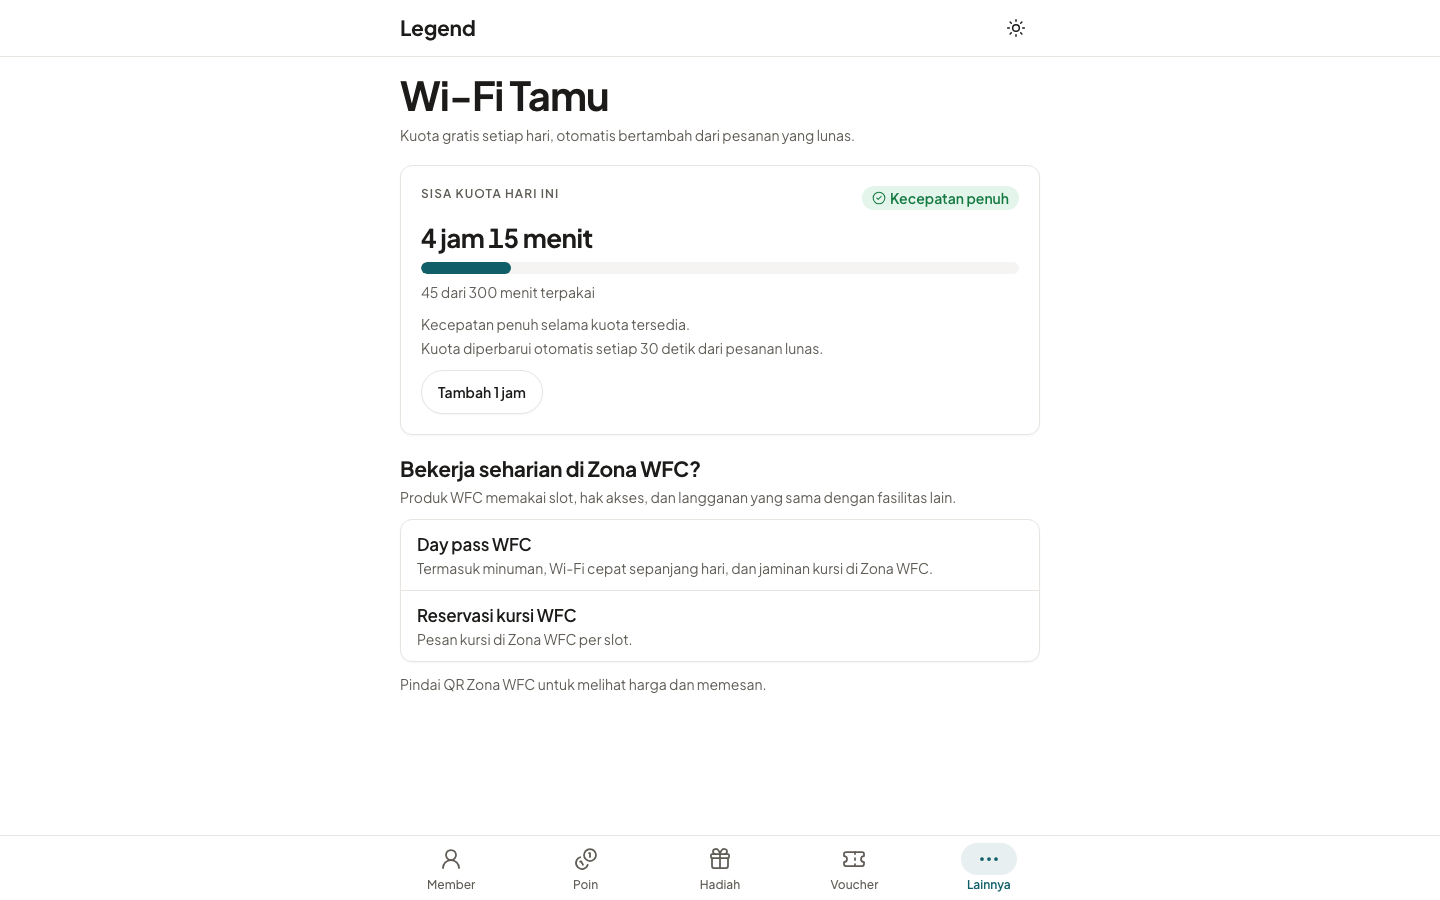 Legend
Wi-Fi Tamu
Kuota gratis setiap hari, otomatis bertambah dari pesanan yang lunas.
SISA KUOTA HARI INI
Kecepatan penuh
4 jam 15 menit
45 dari 300 menit terpakai
Kecepatan penuh selama kuota tersedia.
Kuota diperbarui otomatis setiap 30 detik dari pesanan lunas.
Tambah 1 jam
Bekerja seharian di Zona WFC?
Produk WFC memakai slot, hak akses, dan langganan yang sama dengan fasilitas lain.
Day pass WFC
Termasuk minuman, Wi-Fi cepat sepanjang hari, dan jaminan kursi di Zona WFC.
Reservasi kursi WFC
Pesan kursi di Zona WFC per slot.
Pindai QR Zona WFC untuk melihat harga dan memesan.
Member
Poin
Hadiah
Voucher
Lainnya